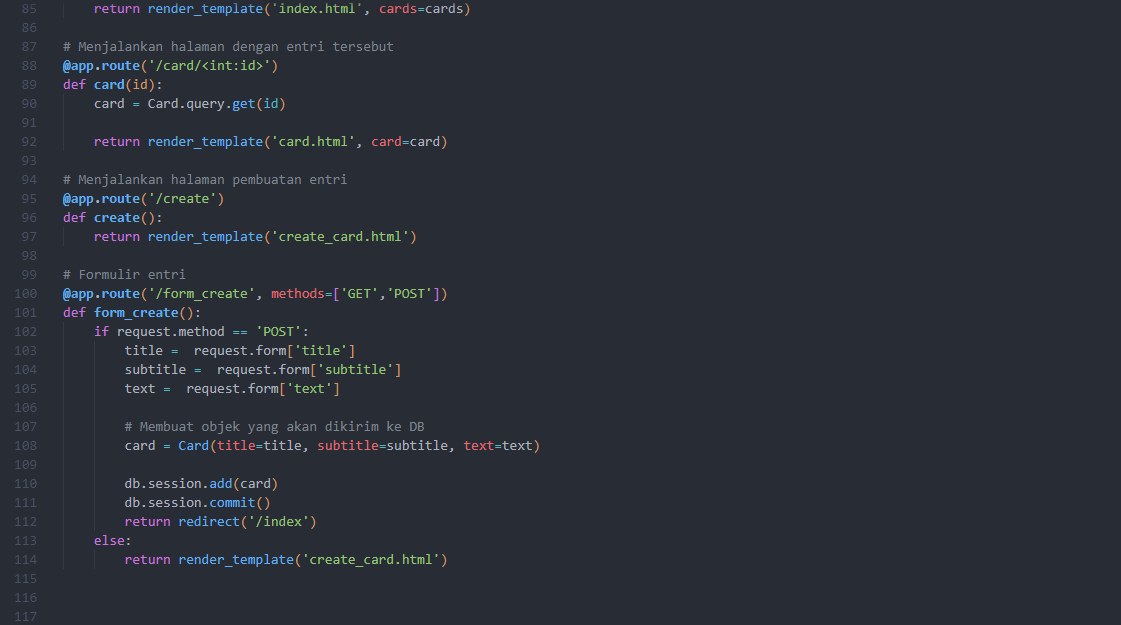 85 return render_template('index.html', cards=cards)
86
87 # Menjalankan halaman dengan entri tersebut
88 @app.route('/card/<int:id>')
89 def card(id):
90 card = Card.query.get(id)
91
92 return render_template('card.html', card=card)
93
94 # Menjalankan halaman pembuatan entri
95 @app.route('/create')
96 def create():
97 return render_template('create_card.html')
98
99 # Formulir entri
100 @app.route('/form_create', methods=['GET','POST'])
101 def form_create():
102 if request.method == 'POST':
103 title =  request.form['title']
104 subtitle =  request.form['subtitle']
105 text =  request.form['text']
106
107 # Membuat objek yang akan dikirim ke DB
108 card = Card(title=title, subtitle=subtitle, text=text)
109
110 db.session.add(card)
111 db.session.commit()
112 return redirect('/index')
113 else:
114 return render_template('create_card.html')
115
116
117